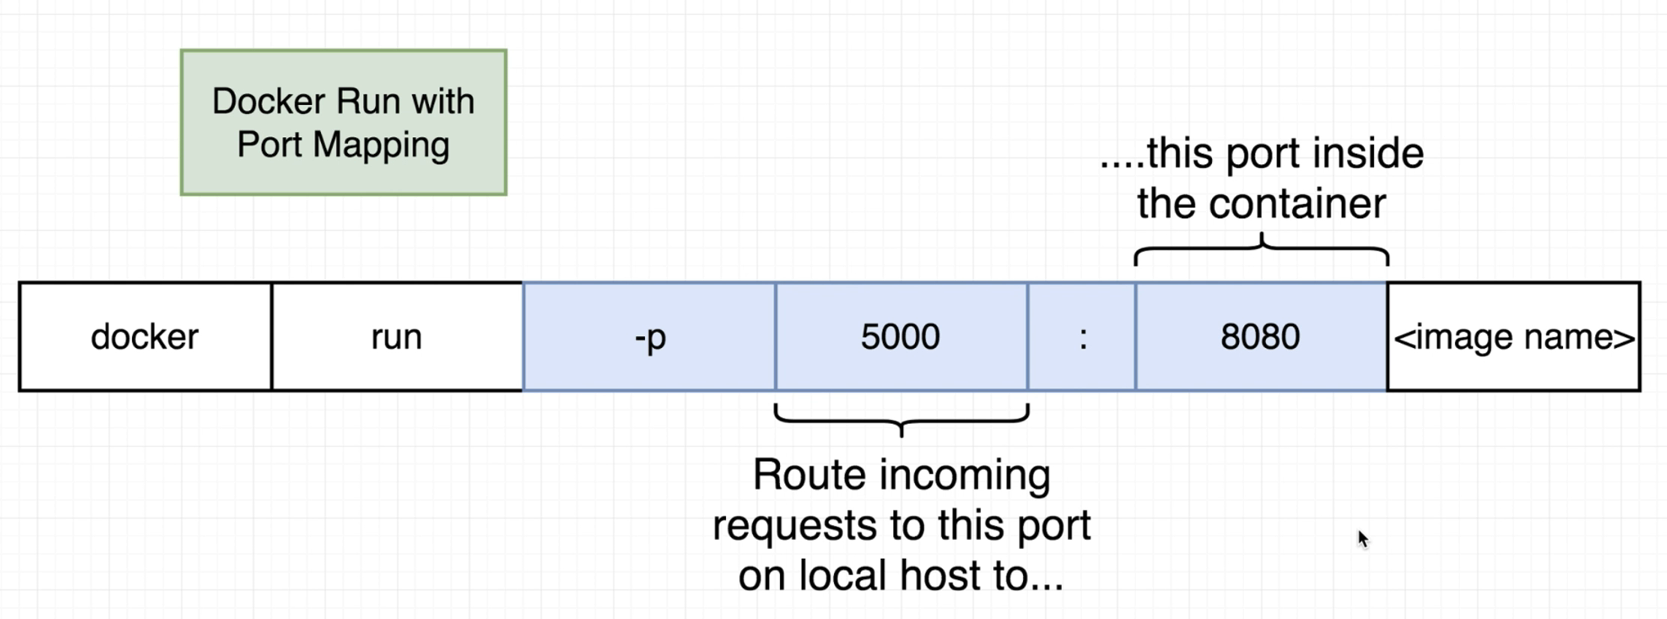 Docker Run with
Port Mapping
....this port inside
the container
docker run -p 5000 : 8080 <image name>
Route incoming
requests to this port
on local host to...